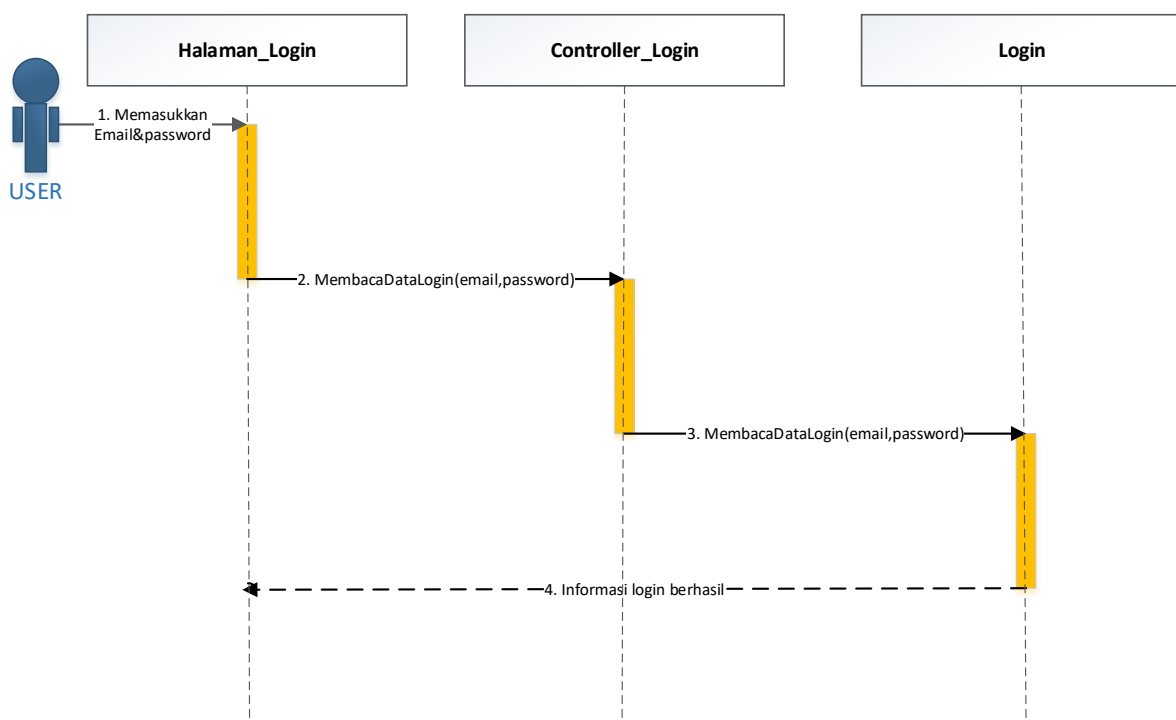 Halaman_Login
Controller_Login
Login
1. Memasukkan
Email&password
USER
2. MembacaDataLogin(email,password)
3. MembacaDataLogin(email,password)
4. Informasi login berhasil